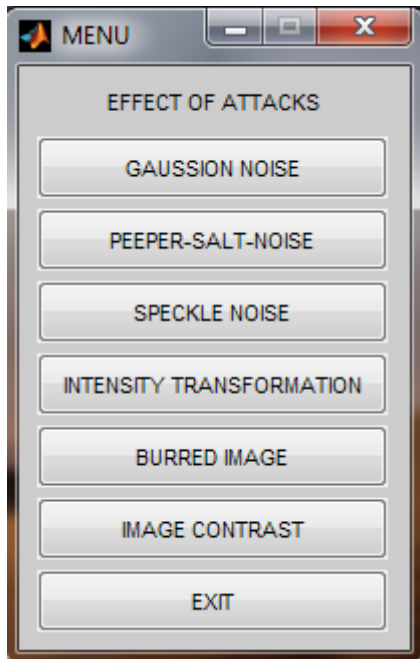 MENU
EFFECT OF ATTACKS
GAUSSION NOISE
PEEPER-SALT-NOISE
SPECKLE NOISE
INTENSITY TRANSFORMATION
BURRED IMAGE
IMAGE CONTRAST
EXIT